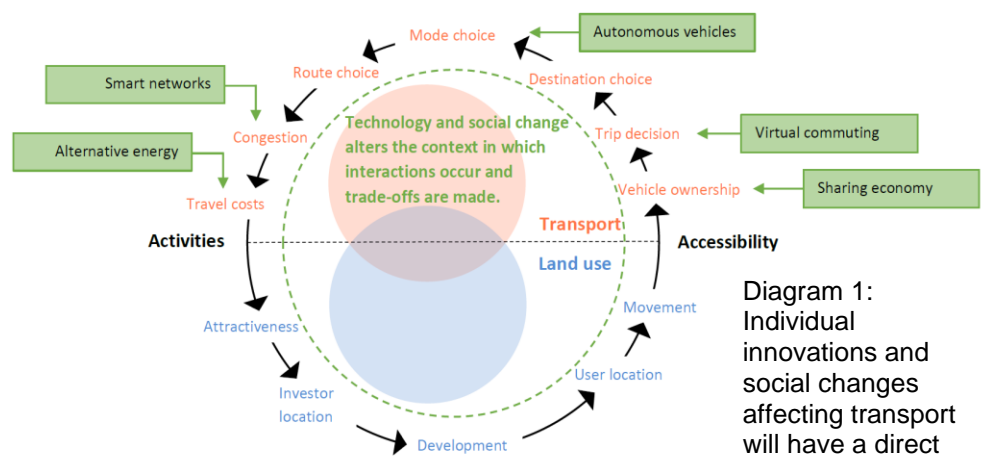 Mode choice
Autonomous vehicles
Route choice
Destination choice
Smart networks
Congestion
Technology and social change
alters the context in which
interactions occur and
trade-offs are made.
Trip decision
Virtual commuting
Alternative energy
Travel costs
Vehicle ownership
Sharing economy
Transport
Activities
Accessibility
Land use
Attractiveness
Movement
Investor
location
User location
Development
Diagram 1:
Individual
innovations and
social changes
affecting transport
will have a direct